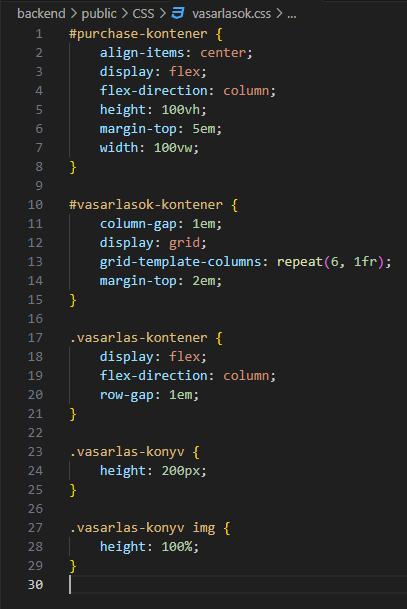 backend > public > CSS > vasarlasok.css > ...
1 #purchase-kontener {
2     align-items: center;
3     display: flex;
4     flex-direction: column;
5     height: 100vh;
6     margin-top: 5em;
7     width: 100vw;
8 }
9
10 #vasarlasok-kontener {
11     column-gap: 1em;
12     display: grid;
13     grid-template-columns: repeat(6, 1fr);
14     margin-top: 2em;
15 }
16
17 .vasarlas-kontener {
18     display: flex;
19     flex-direction: column;
20     row-gap: 1em;
21 }
22
23 .vasarlas-konyv {
24     height: 200px;
25 }
26
27 .vasarlas-konyv img {
28     height: 100%;
29 }
30